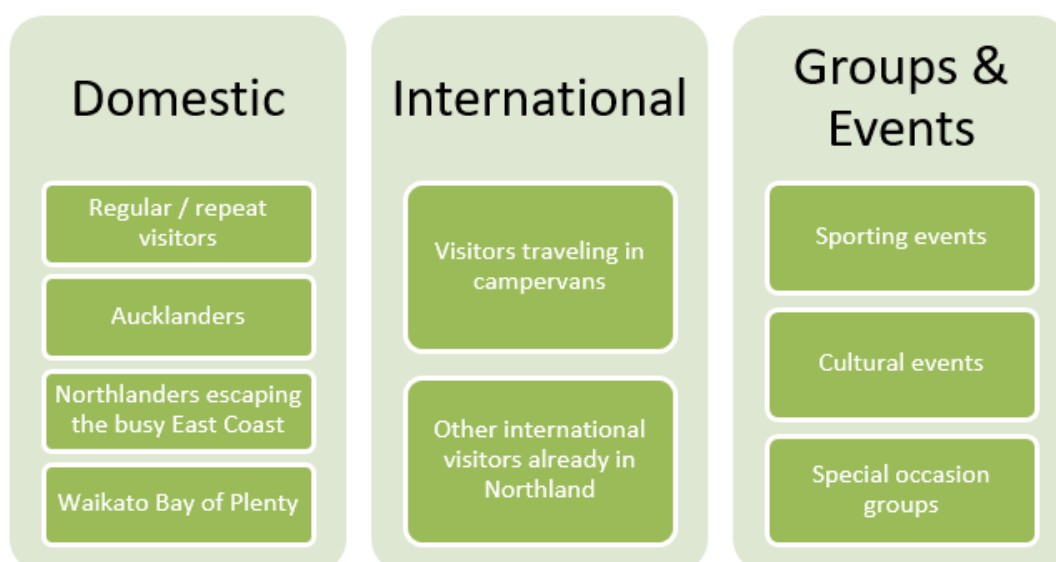 Domestic
Regular / repeat
visitors
Aucklanders
Northlanders escaping
the busy East Coast
Waikato Bay of Plenty
International
Visitors traveling in
campervans
Other international
visitors already in
Northland
Groups &
Events
Sporting events
Cultural events
Special occasion
groups